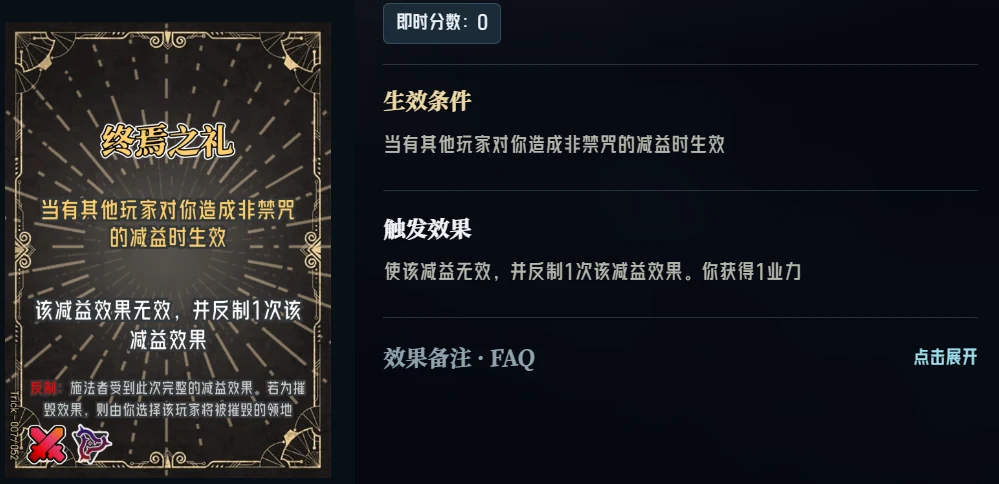 终焉之礼
当有其他玩家对你造成非禁咒
的减益时生效
该减益效果无效，并反制1次该
减益效果
反制：施法者受到此次完整的减益效果。若为摧
毁效果，则由你选择该玩家将被摧毁的领地
Trick-007/052
即时分数：0
生效条件
当有其他玩家对你造成非禁咒的减益时生效
触发效果
使该减益无效，并反制1次该减益效果。你获得1业力
效果备注 · FAQ
点击展开